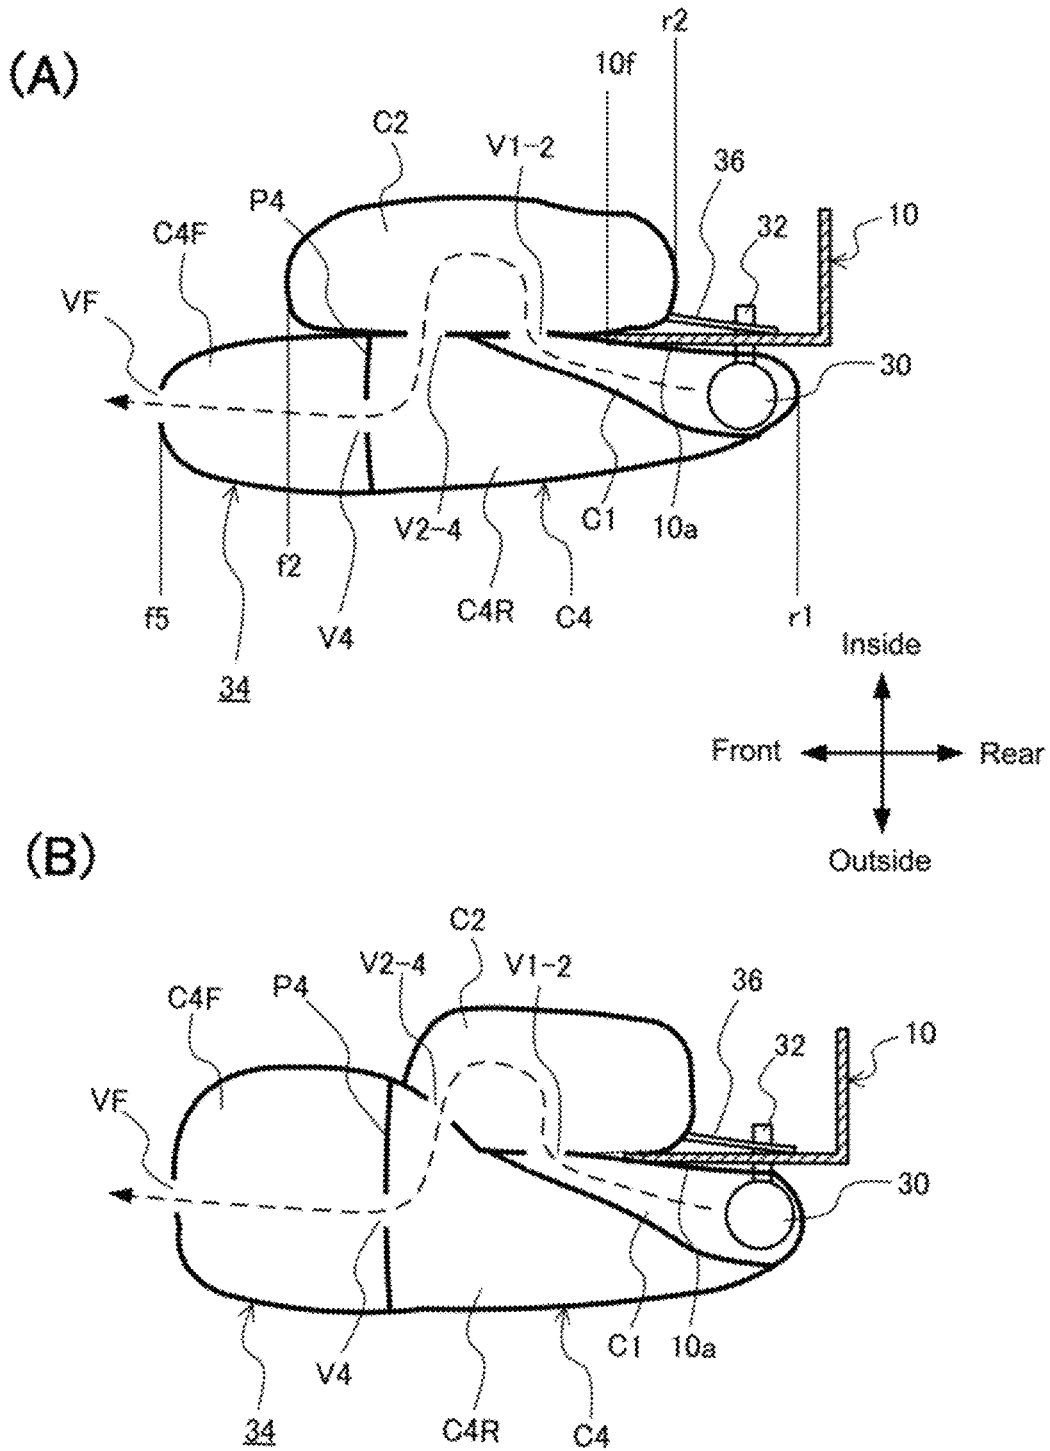 (A)
r2
10f
C2
V1-2
36
P4
32
10
C4F
VF
30
V2-4
C1
10a
f2
f5
C4R
C4
r1
V4
34
Inside
Front
Rear
Outside
(B)
C2
V2-4
V1-2
P4
36
C4F
32
10
VF
30
C1
10a
V4
34
C4R
C4